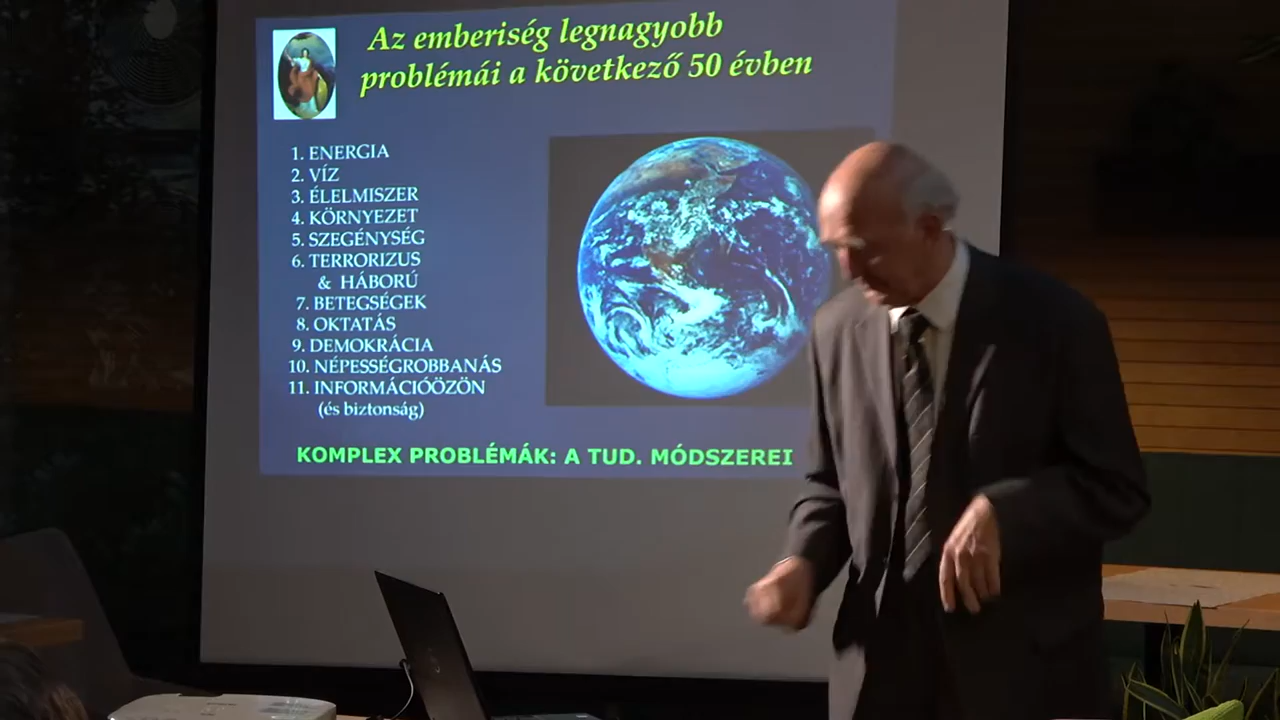 Az emberiség legnagyobb
problémái a következő 50 évben
1. ENERGIA
2. VÍZ
3. ÉLELMISZER
4. KÖRNYEZET
5. SZEGÉNYSÉG
6. TERRORIZUS
& HÁBORÚ
7. BETEGSÉGEK
8. OKTATÁS
9. DEMOKRÁCIA
10. NÉPESSÉGROBBANÁS
11. INFORMÁCIÓÖZÖN
(és biztonság)
KOMPLEX PROBLÉMÁK: A TUD. MÓDSZEREI